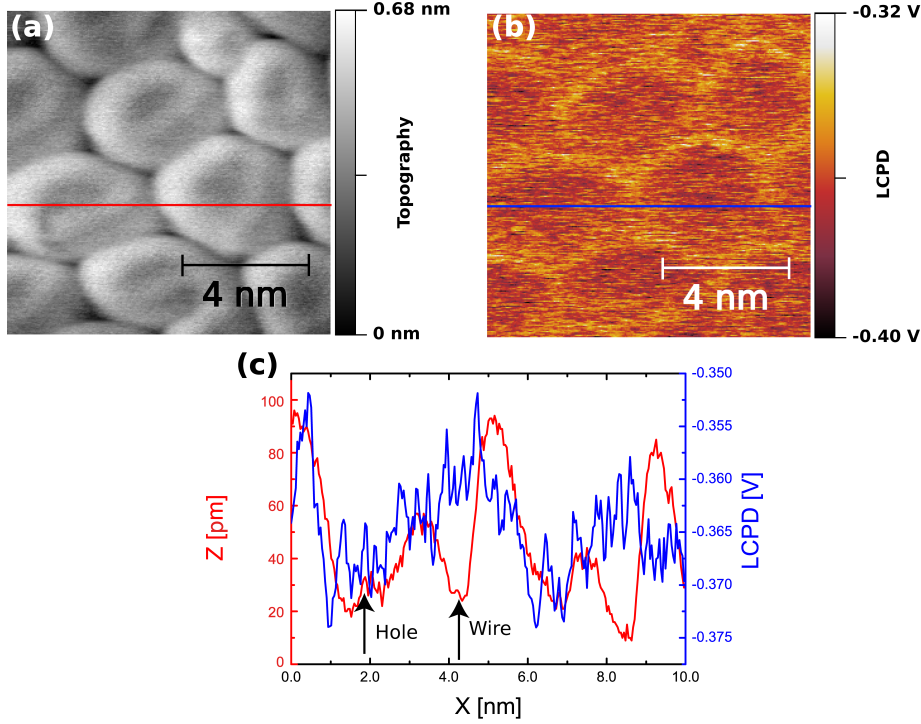 (a)
0.68 nm
Topography
4 nm
0 nm
(b)
-0.32 V
LCPD
4 nm
-0.40 V
(c)
100
80
60
40
20
0
Z [pm]
-0.350
-0.355
-0.360
-0.365
-0.370
-0.375
LCPD [V]
Hole
Wire
0.0 2.0 4.0 6.0 8.0 10.0
X [nm]